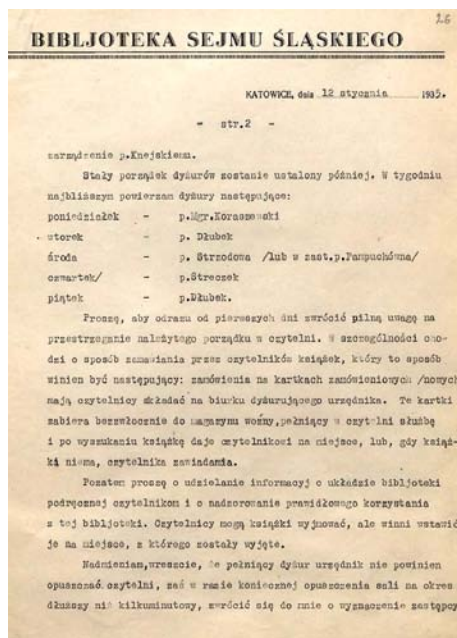 26
BIBLJOTEKA SEJMU ŚLĄSKIEGO
KATOWICE, dnia 12 stycznia 1935.
- str.2 -
zarządzenie p.Knejskiemu.
Stały porządek dyżurów zostanie ustalony później. W tygodniu
najbliższym powierzam dyżury następujące:
poniedziałek - p.Mgr.Koraszewski
wtorek - p. Dłubek
środa - p. Strzodowa /lub w zast.p.Pampuchówna/
czwartek/ - p.Streczek
piątek - p.Dłubek.
Proszę, aby odrazu od pierwszych dni zwrócić pilną uwagę na
przestrzeganie należytego porządku w czytelni. W szczególności cho-
dzi o sposób zamawiania przez czytelników książek, który to sposób
winien być następujący: zamówienia na kartkach zamówieniowych /nowych
mają czytelnicy składać na biurku dyżurującego urzędnika. Te kartki
zabiera bezzwłocznie do magazynu woźny,pełniący w czytelni służbę
i po wyszukaniu książkę daje czytelnikowi na miejsce, lub, gdy książ-
ki niema, czytelnika zawiadamia.
Pozatem proszę o udzielanie informacyj o układzie bibljoteki
podręcznej czytelnikom i o nadzorowanie prawidłowego korzystania
z tej bibljoteki. Czytelnicy mogą książki wyjmować, ale winni wstawić
je na miejsce, z którego zostały wyjęte.
Nadmieniam,wreszcie, że pełniący dyżur urzędnik nie powinien
opuszczać czytelni, zaś w razie koniecznej opuszczenia sali na okres
dłuższy niż kilkuminutowy, zwrócić się do mnie o wyznaczenie zastępcy